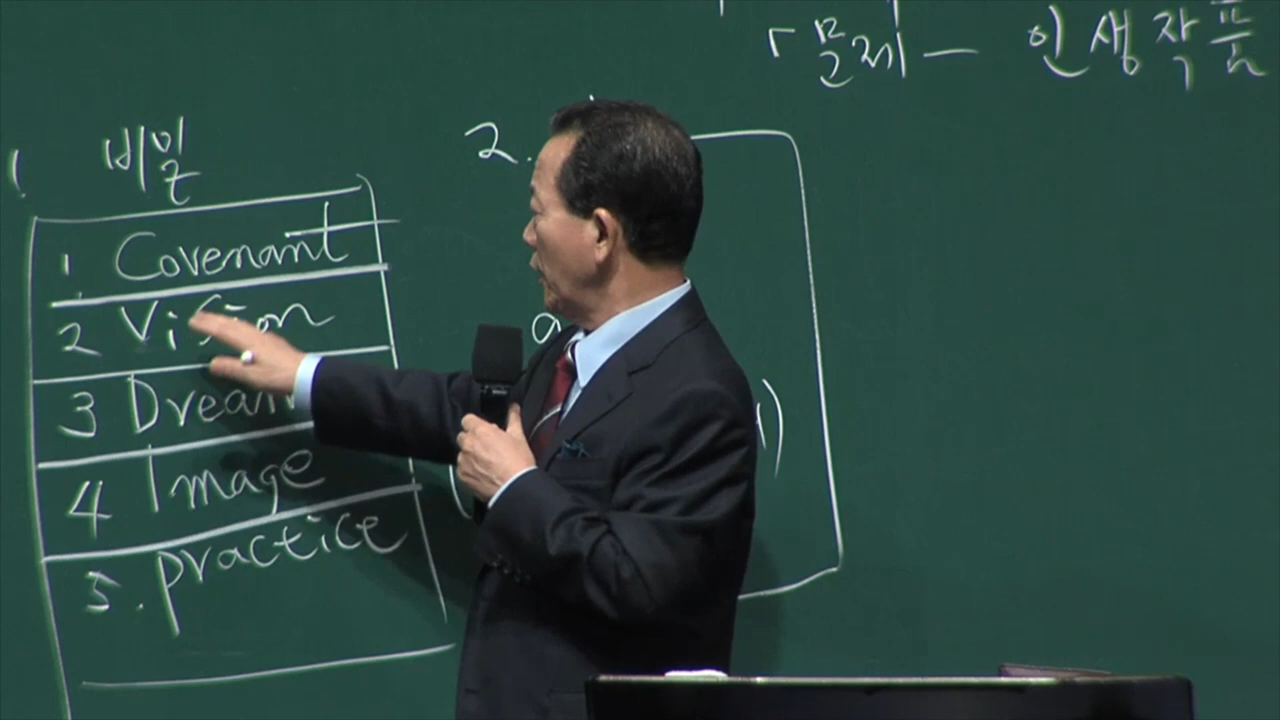 「문제 — 인생작품
1 비밀
1. Covenant
2 Vision
3 Dream
4 Image
5. practice
2.